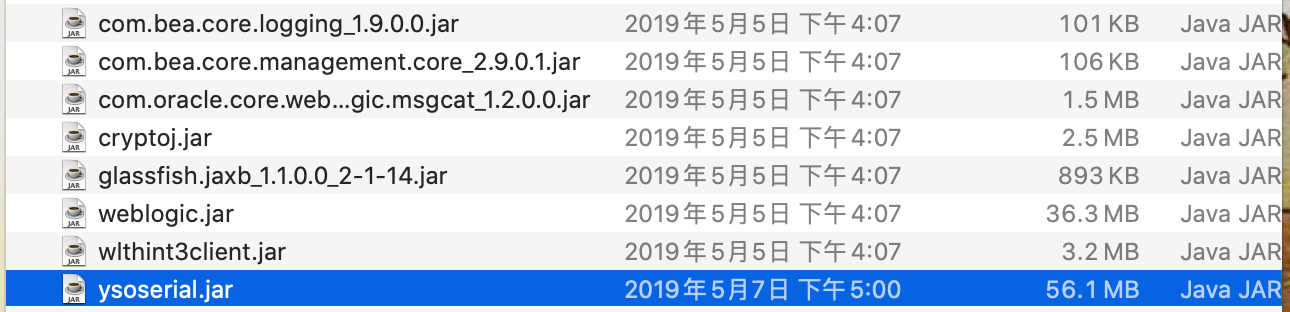 com.bea.core.logging_1.9.0.0.jar 2019年5月5日 下午4:07 101 KB Java JAR
com.bea.core.management.core_2.9.0.1.jar 2019年5月5日 下午4:07 106 KB Java JAR
com.oracle.core.web...gic.msgcat_1.2.0.0.jar 2019年5月5日 下午4:07 1.5 MB Java JAR
cryptoj.jar 2019年5月5日 下午4:07 2.5 MB Java JAR
glassfish.jaxb_1.1.0.0_2-1-14.jar 2019年5月5日 下午4:07 893 KB Java JAR
weblogic.jar 2019年5月5日 下午4:07 36.3 MB Java JAR
wlthint3client.jar 2019年5月5日 下午4:07 3.2 MB Java JAR
ysoserial.jar 2019年5月7日 下午5:00 56.1 MB Java JAR